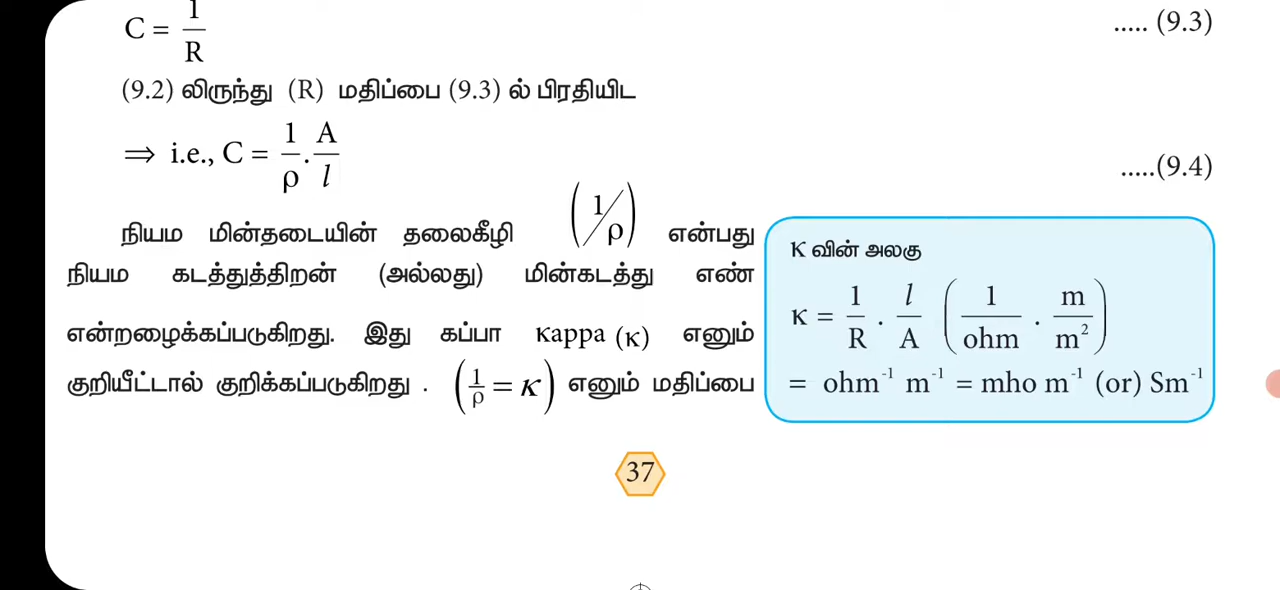 C = 1/R ..... (9.3)
(9.2) லிருந்து (R) மதிப்பை (9.3) ல் பிரதியிட
⇒ i.e., C = 1/ρ . A/l .....(9.4)
நியம மின்தடையின் தலைகீழி (1/ρ) என்பது
நியம கடத்துத்திறன் (அல்லது) மின்கடத்து எண்
என்றழைக்கப்படுகிறது. இது கப்பா kappa (κ) எனும்
குறியீட்டால் குறிக்கப்படுகிறது . (1/ρ = κ) எனும் மதிப்பை
κ வின் அலகு
κ = 1/R . l/A (1/ohm . m/m²)
= ohm⁻¹ m⁻¹ = mho m⁻¹ (or) Sm⁻¹
37